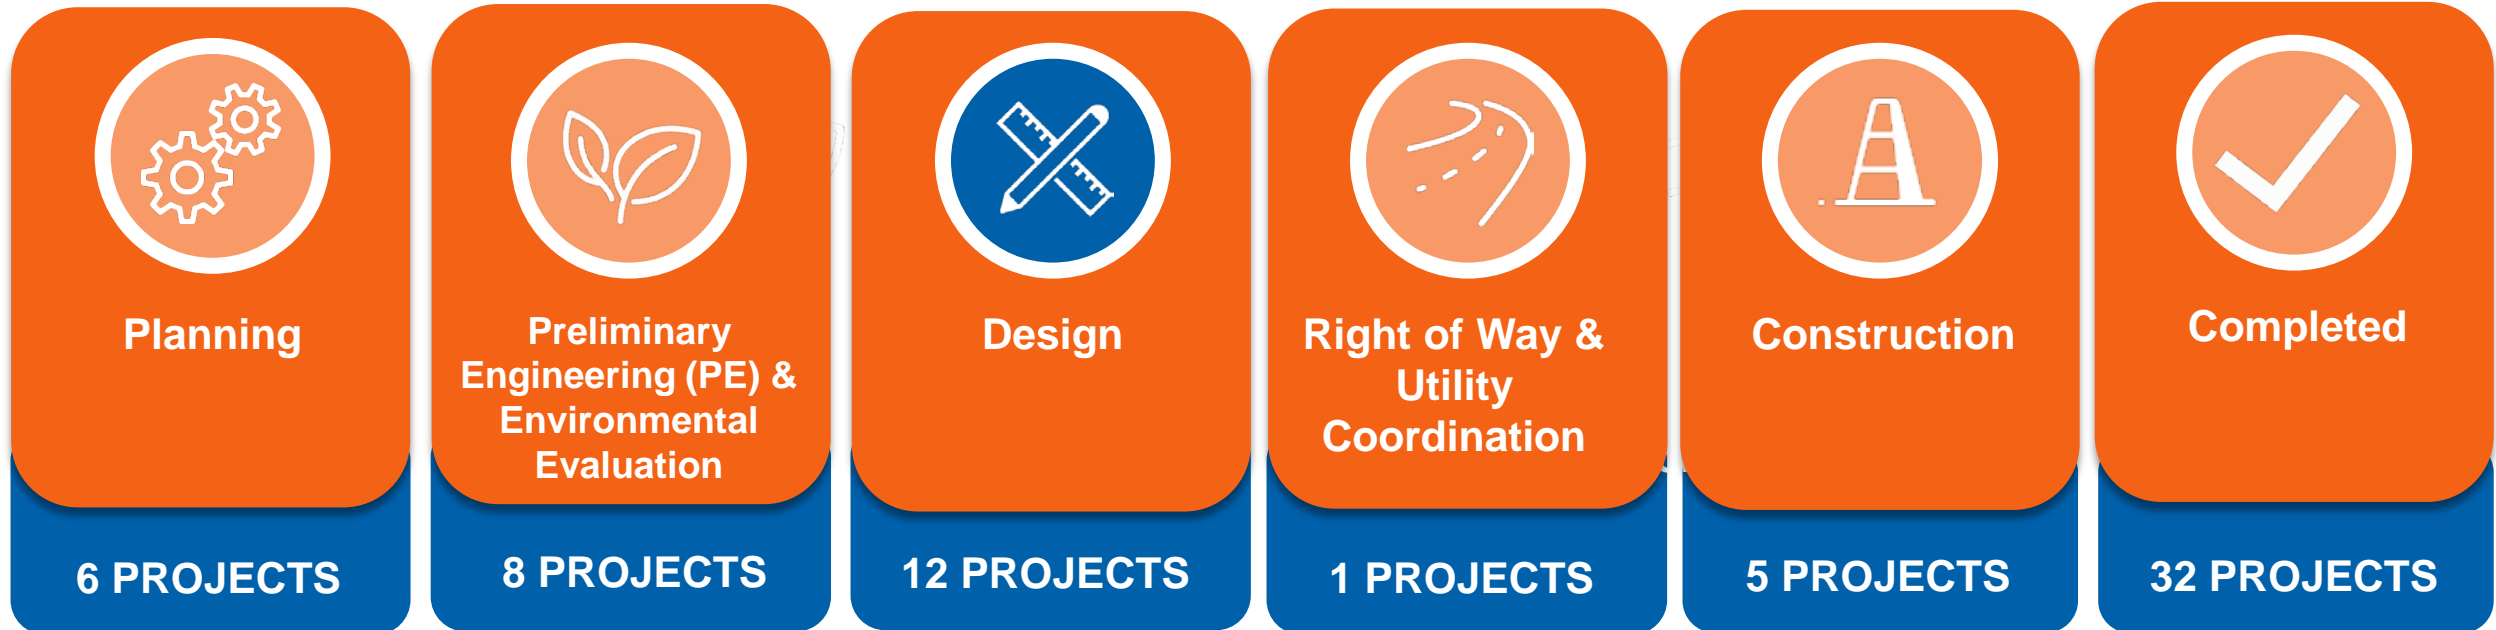 Planning
6 PROJECTS
Preliminary
Engineering (PE) &
Environmental
Evaluation
8 PROJECTS
Design
12 PROJECTS
Right of Way &
Utility
Coordination
1 PROJECTS
Construction
5 PROJECTS
Completed
32 PROJECTS